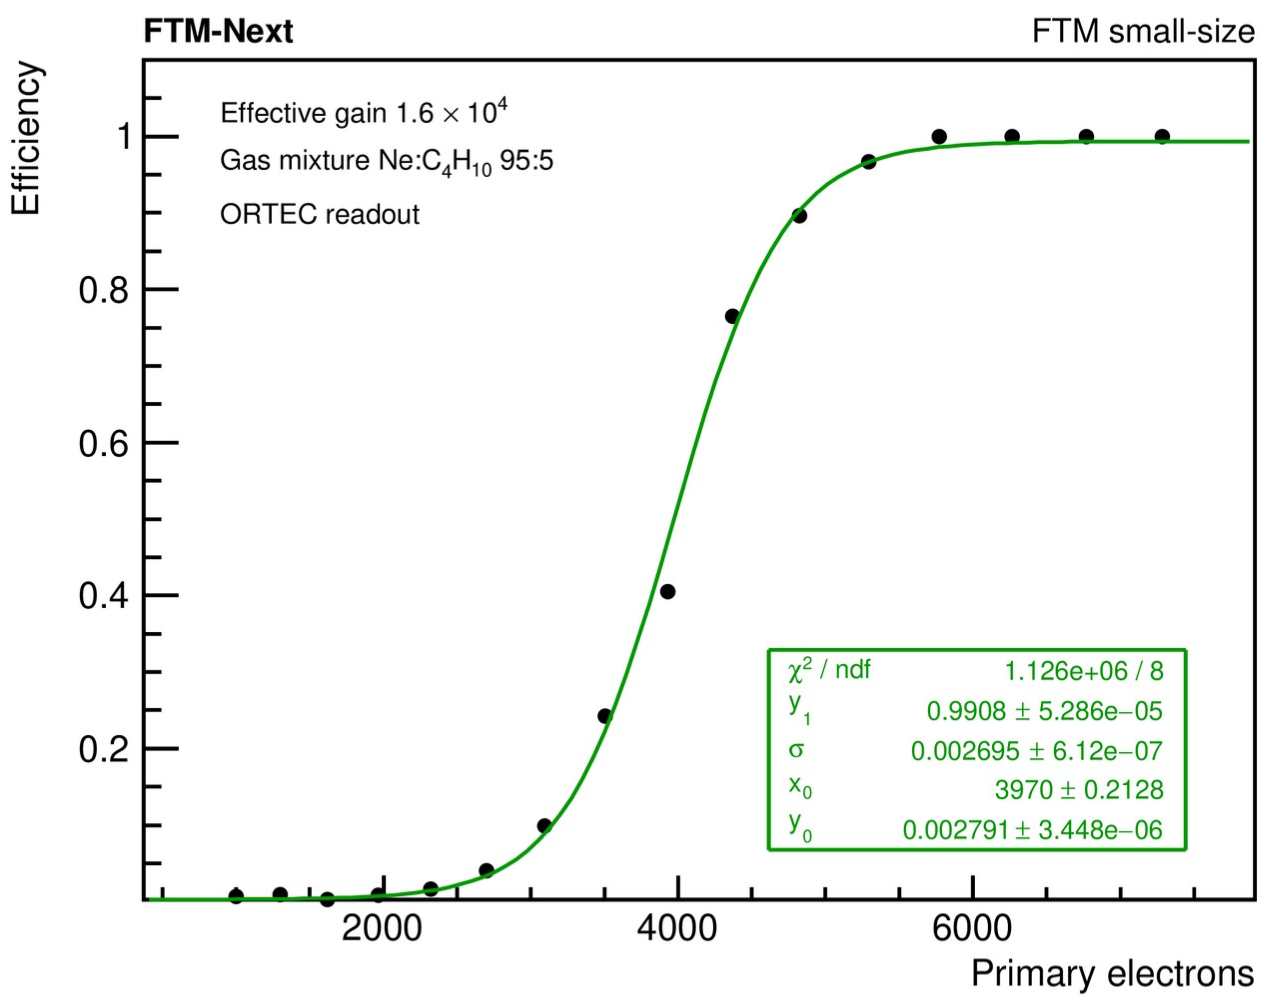 FTM-Next FTM small-size
Efficiency
Effective gain 1.6 × 10⁴
Gas mixture Ne:C₄H₁₀ 95:5
ORTEC readout
1
0.8
0.6
0.4
0.2
χ² / ndf 1.126e+06 / 8
y₁ 0.9908 ± 5.286e−05
σ 0.002695 ± 6.12e−07
x₀ 3970 ± 0.2128
y₀ 0.002791 ± 3.448e−06
2000 4000 6000
Primary electrons